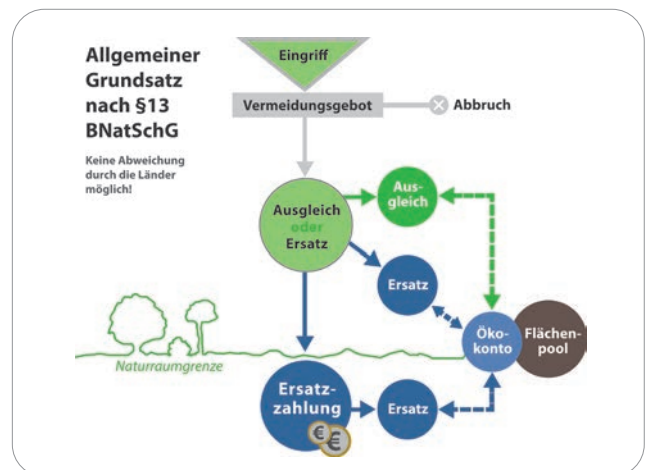 Allgemeiner
Grundsatz
nach §13
BNatSchG
Keine Abweichung
durch die Länder
möglich!
Eingriff
Vermeidungsgebot
Abbruch
Ausgleich
oder
Ersatz
Aus-
gleich
Ersatz
Öko-
konto
Flächen-
pool
Naturraumgrenze
Ersatz-
zahlung
€
€
Ersatz